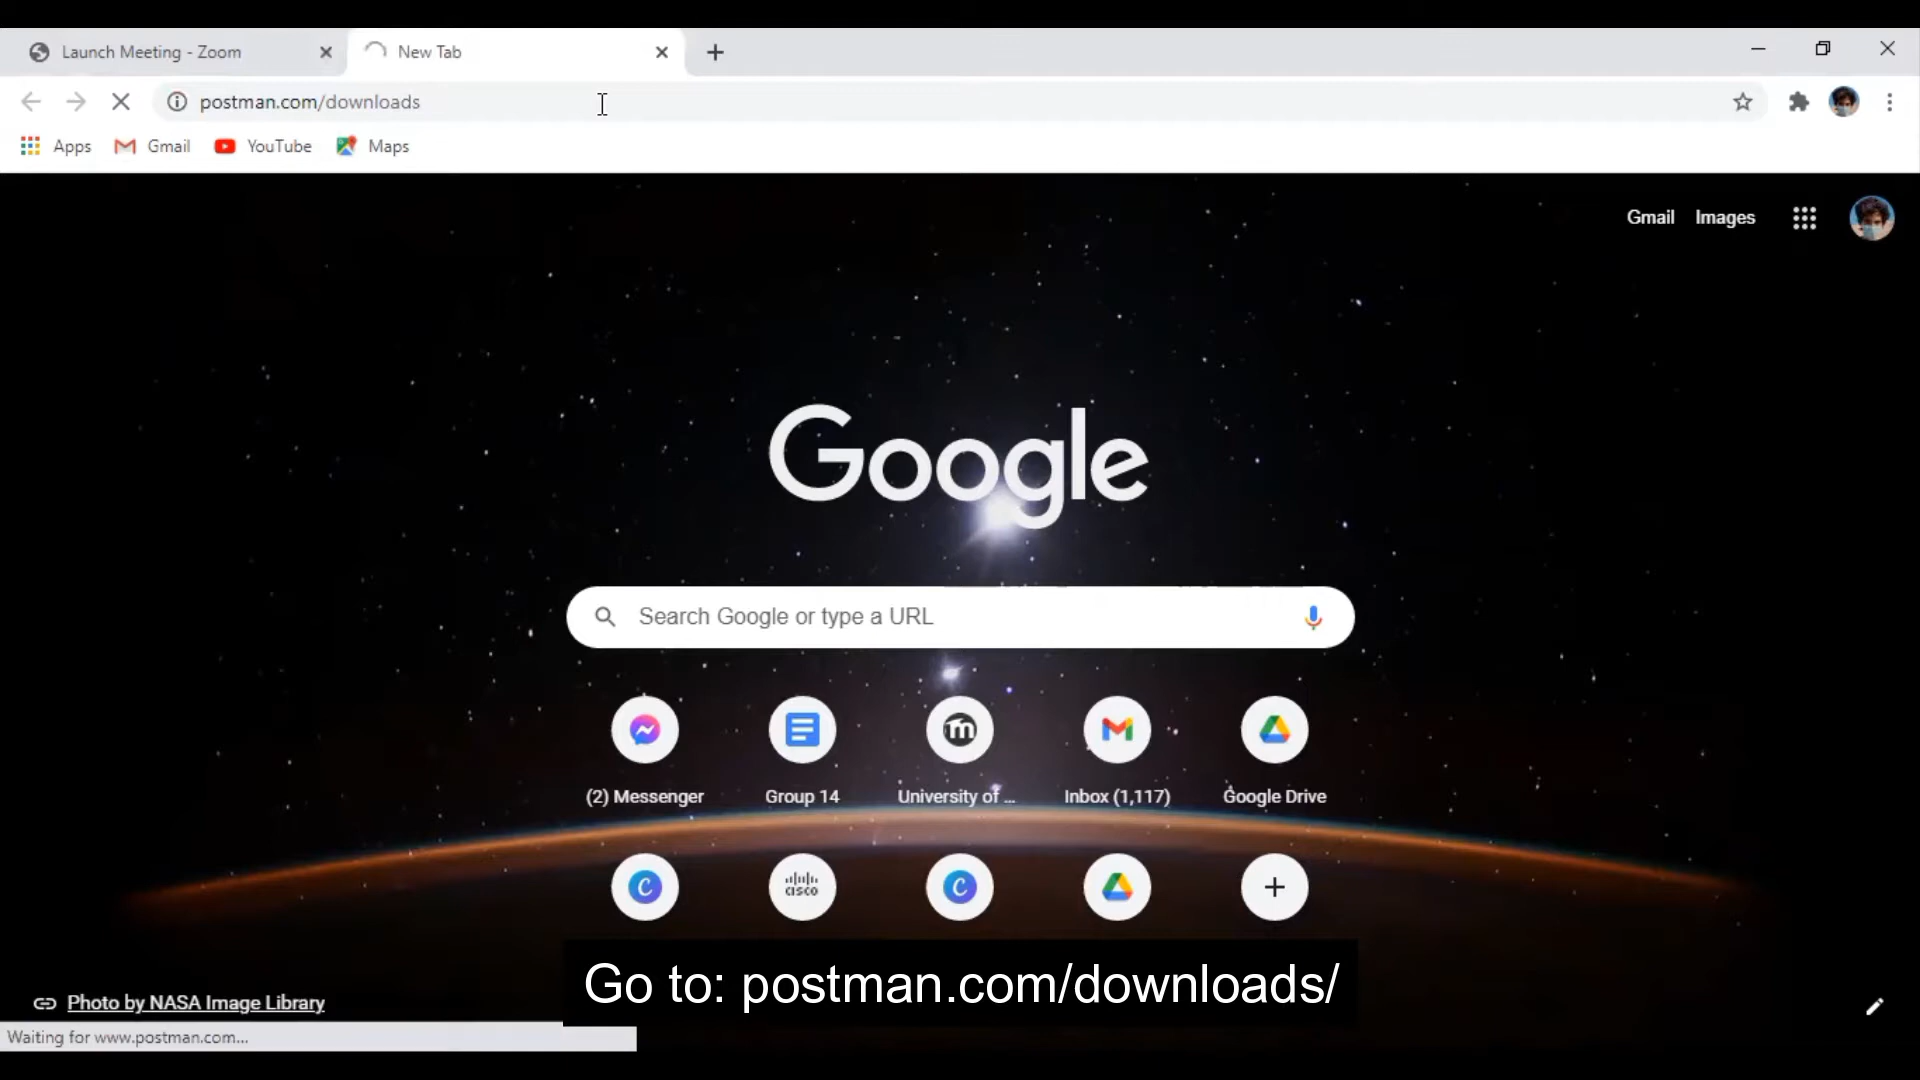 Launch Meeting - Zoom
New Tab
postman.com/downloads
Apps
Gmail
YouTube
Maps
Gmail
Images
Google
Search Google or type a URL
(2) Messenger
Group 14
University of ...
Inbox (1,117)
Google Drive
cisco
Go to: postman.com/downloads/
Photo by NASA Image Library
Waiting for www.postman.com...